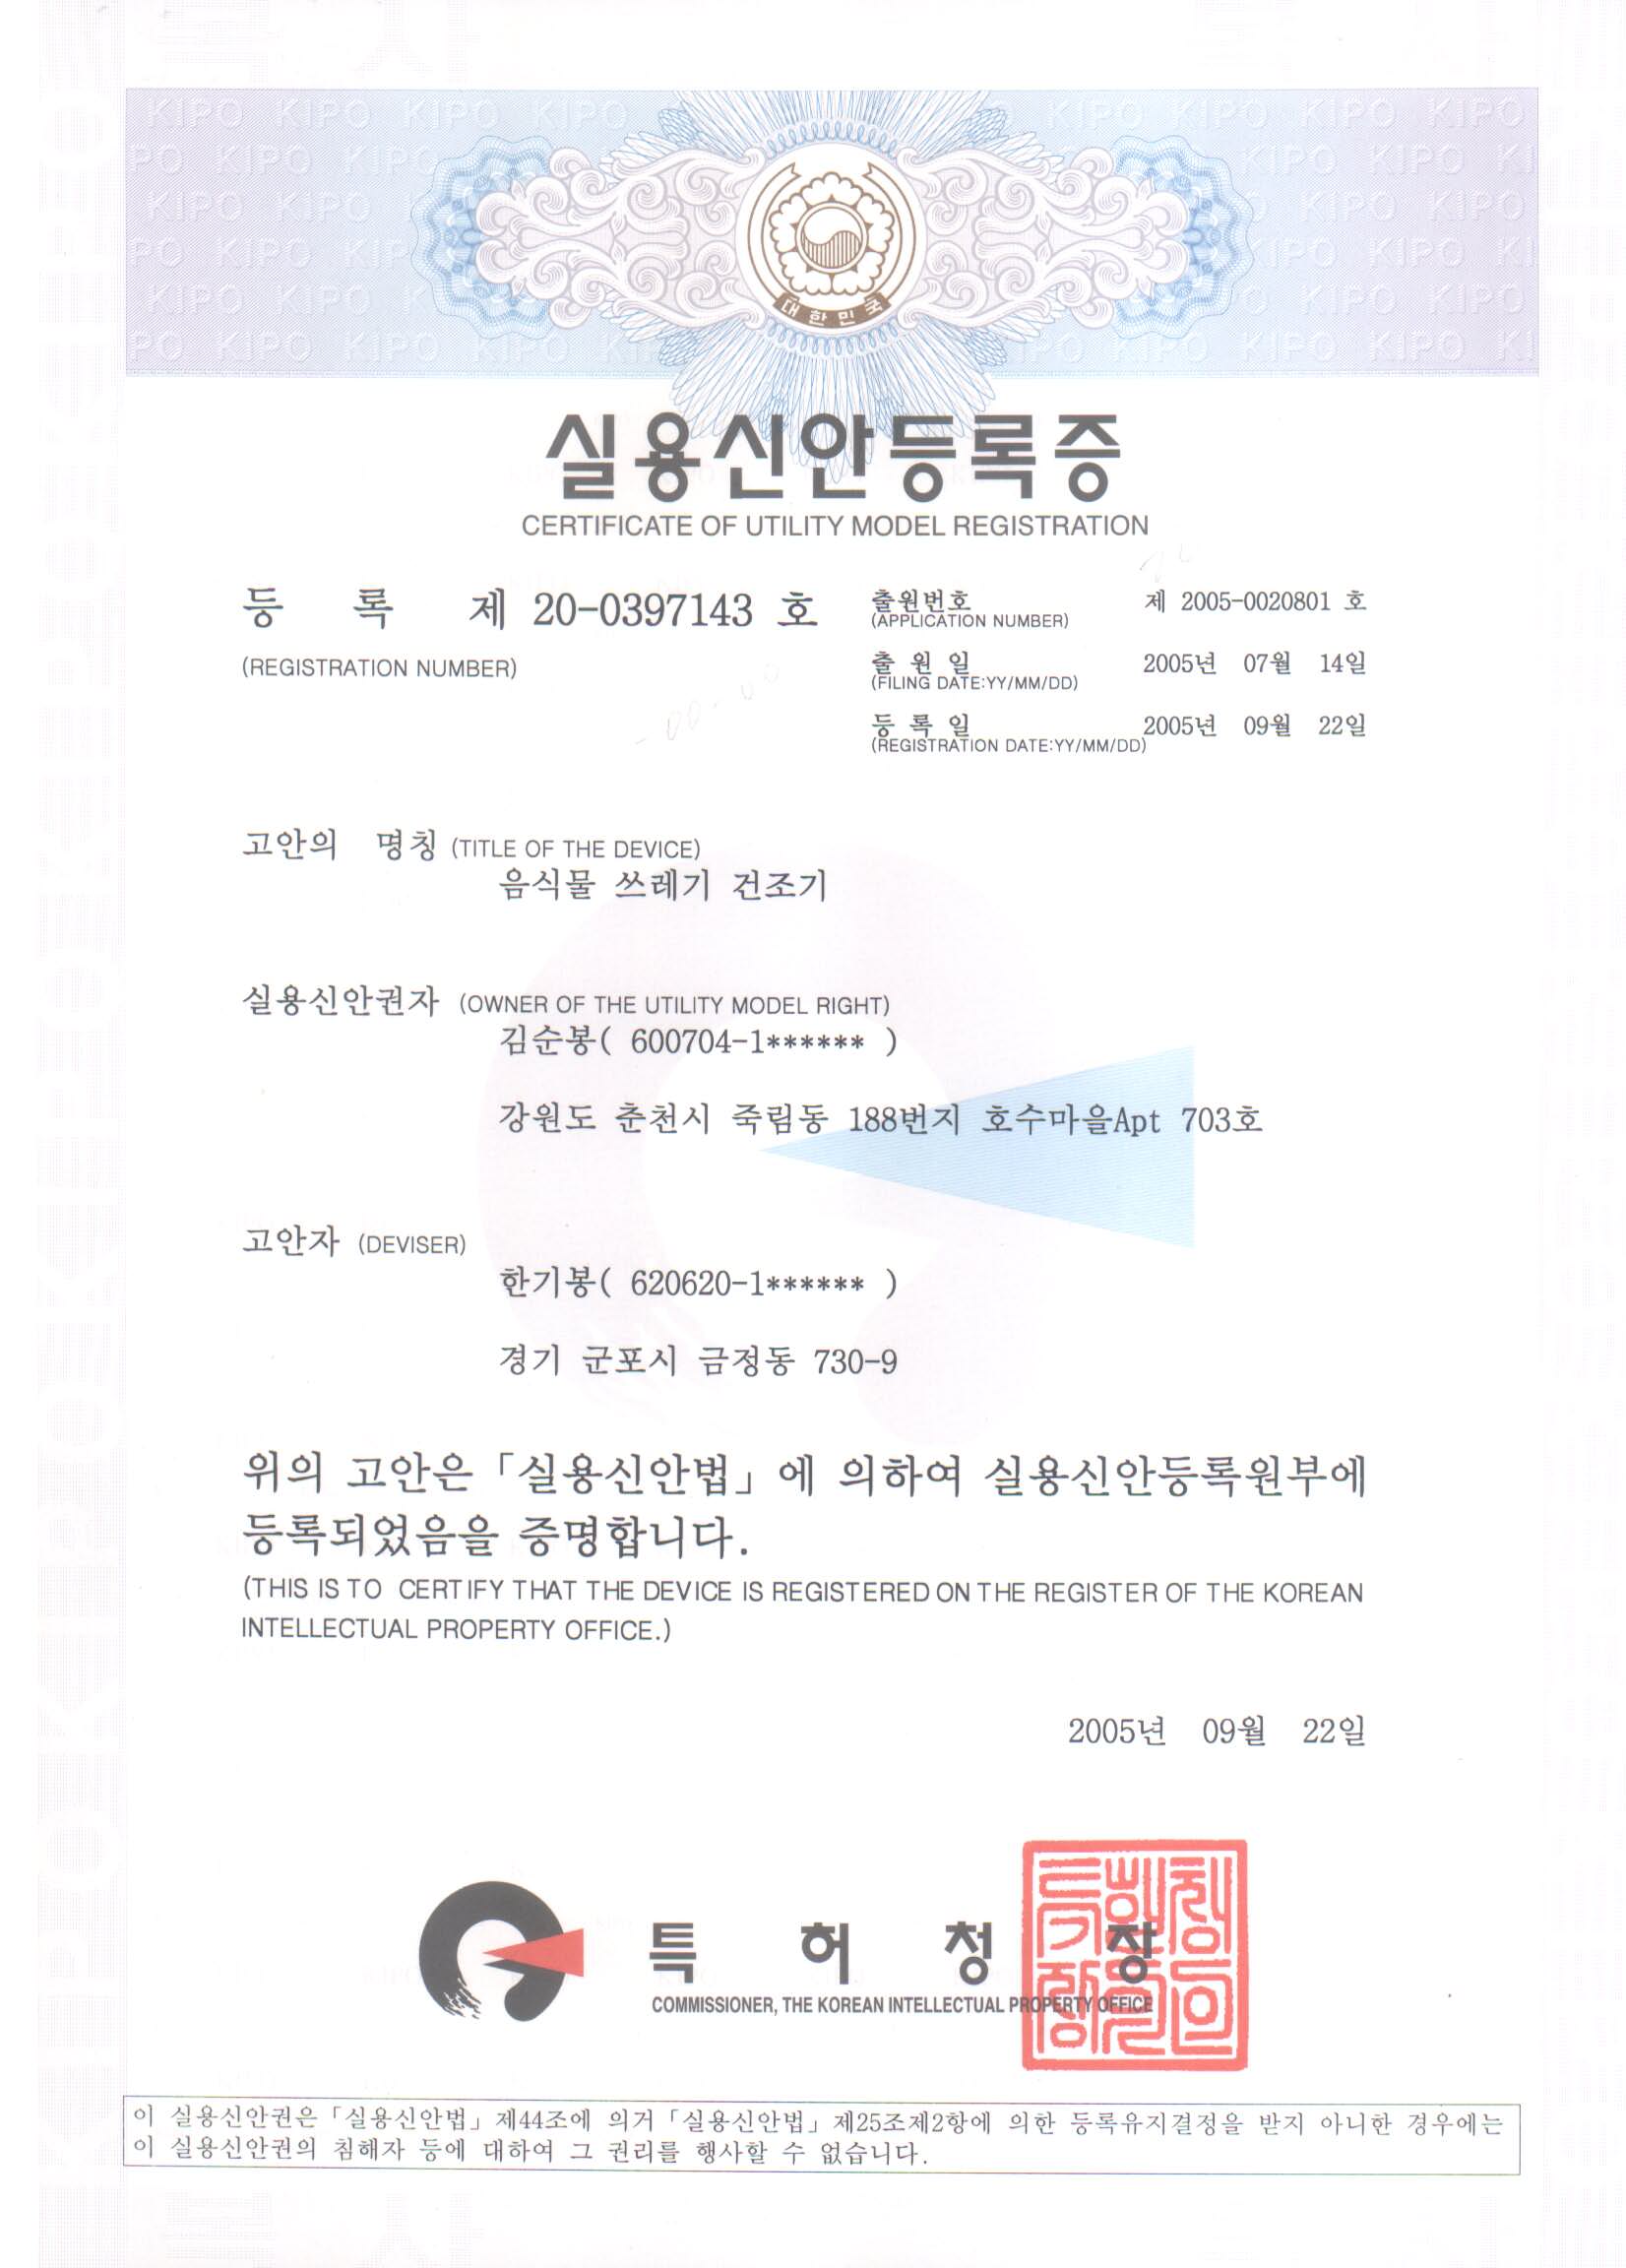 대한민국
실용신안등록증
CERTIFICATE OF UTILITY MODEL REGISTRATION
등 록 제 20-0397143 호
(REGISTRATION NUMBER)
출원번호 제 2005-0020801 호
(APPLICATION NUMBER)
출 원 일 2005년 07월 14일
(FILING DATE:YY/MM/DD)
등 록 일 2005년 09월 22일
(REGISTRATION DATE:YY/MM/DD)
고안의 명칭 (TITLE OF THE DEVICE)
음식물 쓰레기 건조기
실용신안권자 (OWNER OF THE UTILITY MODEL RIGHT)
김순봉( 600704-1****** )
강원도 춘천시 죽림동 188번지 호수마을Apt 703호
고안자 (DEVISER)
한기봉( 620620-1****** )
경기 군포시 금정동 730-9
위의 고안은 「실용신안법」에 의하여 실용신안등록원부에
등록되었음을 증명합니다.
(THIS IS TO CERTIFY THAT THE DEVICE IS REGISTERED ON THE REGISTER OF THE KOREAN
INTELLECTUAL PROPERTY OFFICE.)
2005년 09월 22일
특 허 청 장
COMMISSIONER, THE KOREAN INTELLECTUAL PROPERTY OFFICE
이 실용신안권은 「실용신안법」제44조에 의거 「실용신안법」제25조제2항에 의한 등록유지결정을 받지 아니한 경우에는
이 실용신안권의 침해자 등에 대하여 그 권리를 행사할 수 없습니다.